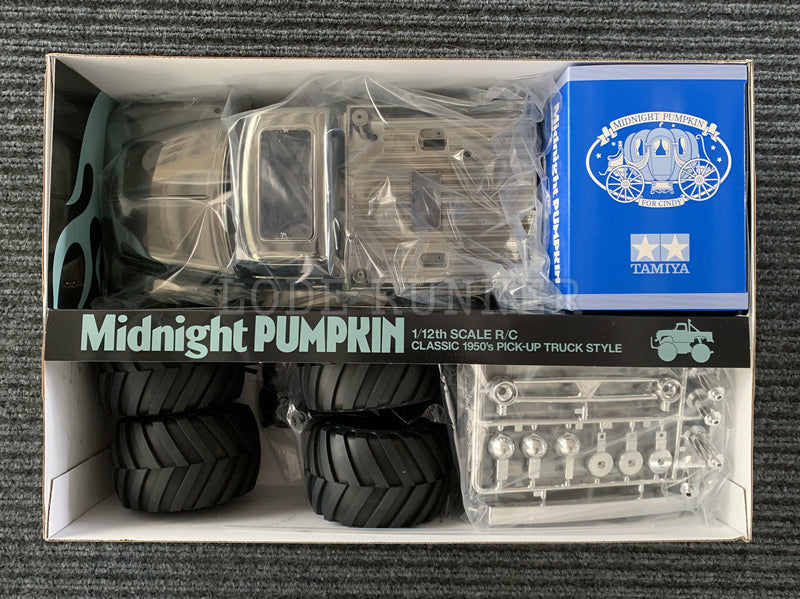 MIDNIGHT PUMPKIN
FOR CINDY
TAMIYA
Midnight PUMPKIN
LODE RUNNER
Midnight PUMPKIN
1/12th SCALE R/C
CLASSIC 1950's PICK-UP TRUCK STYLE